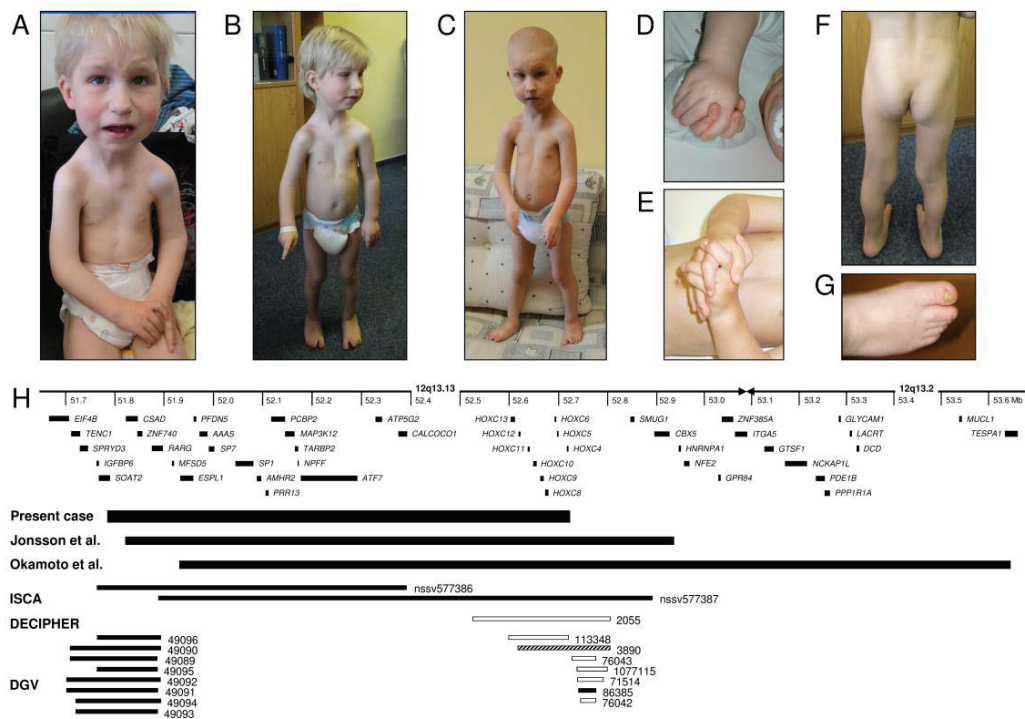 A
B
C
D
E
F
G
H
12q13.13 12q13.2
51.7 51.8 51.9 52.0 52.1 52.2 52.3 52.4 52.5 52.6 52.7 52.8 52.9 53.0 53.1 53.2 53.3 53.4 53.5 53.6 Mb
EIF4B CSAD PFDN5 PCBP2 ATP5G2 HOXC13 HOXC6 SMUG1 ZNF385A GLYCAM1 MUCL1
TENC1 ZNF740 AAAS MAP3K12 CALCOCO1 HOXC12 HOXC5 CBX5 ITGA5 LACRT TESPA1
SPRYD3 RARG SP7 TARBP2 HOXC11 HOXC4 HNRNPA1 GTSF1 DCD
IGFBP6 MFSD5 SP1 NPFF HOXC10 NFE2 NCKAP1L
SOAT2 ESPL1 AMHR2 ATF7 HOXC9 GPR84 PDE1B
PRR13 HOXC8 PPP1R1A
Present case
Jonsson et al.
Okamoto et al.
nssv577386
ISCA nssv577387
DECIPHER 2055
49096 113348
49090 3890
49089 76043
49095 1077115
DGV 49092 71514
49091 86385
49094 76042
49093